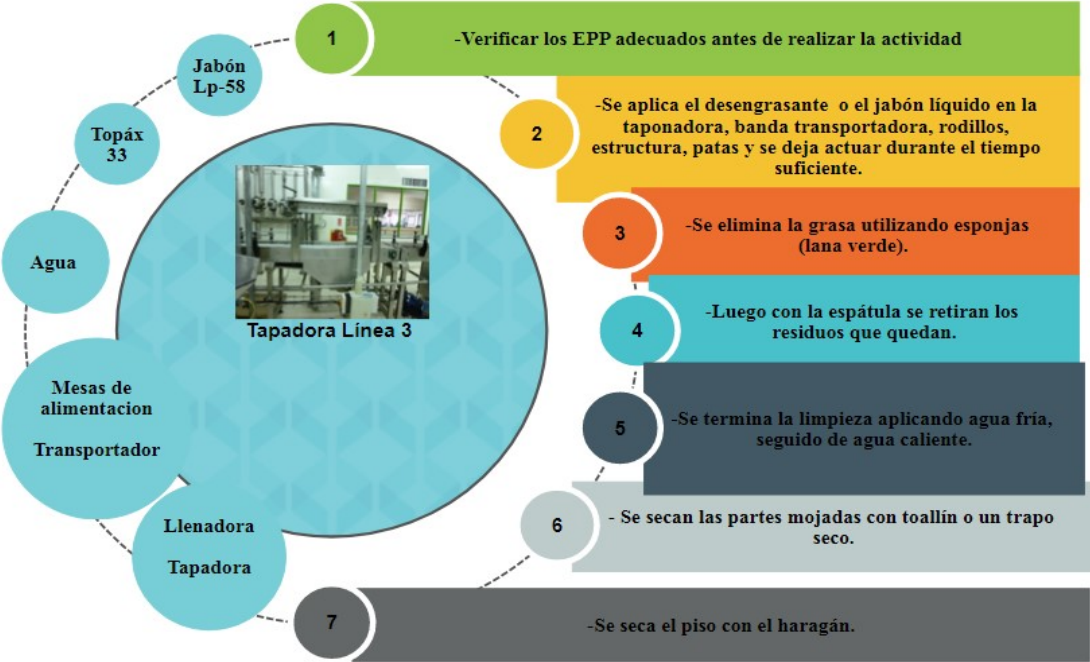 1
-Verificar los EPP adecuados antes de realizar la actividad
Jabón
Lp-58
2
-Se aplica el desengrasante o el jabón líquido en la
taponadora, banda transportadora, rodillos,
estructura, patas y se deja actuar durante el tiempo
suficiente.
Topáx
33
3
-Se elimina la grasa utilizando esponjas
(lana verde).
Agua
4
-Luego con la espátula se retiran los
residuos que quedan.
Tapadora Línea 3
Mesas de
alimentacion
Transportador
5
-Se termina la limpieza aplicando agua fría,
seguido de agua caliente.
6
- Se secan las partes mojadas con toallín o un trapo
seco.
Llenadora
Tapadora
7
-Se seca el piso con el haragán.